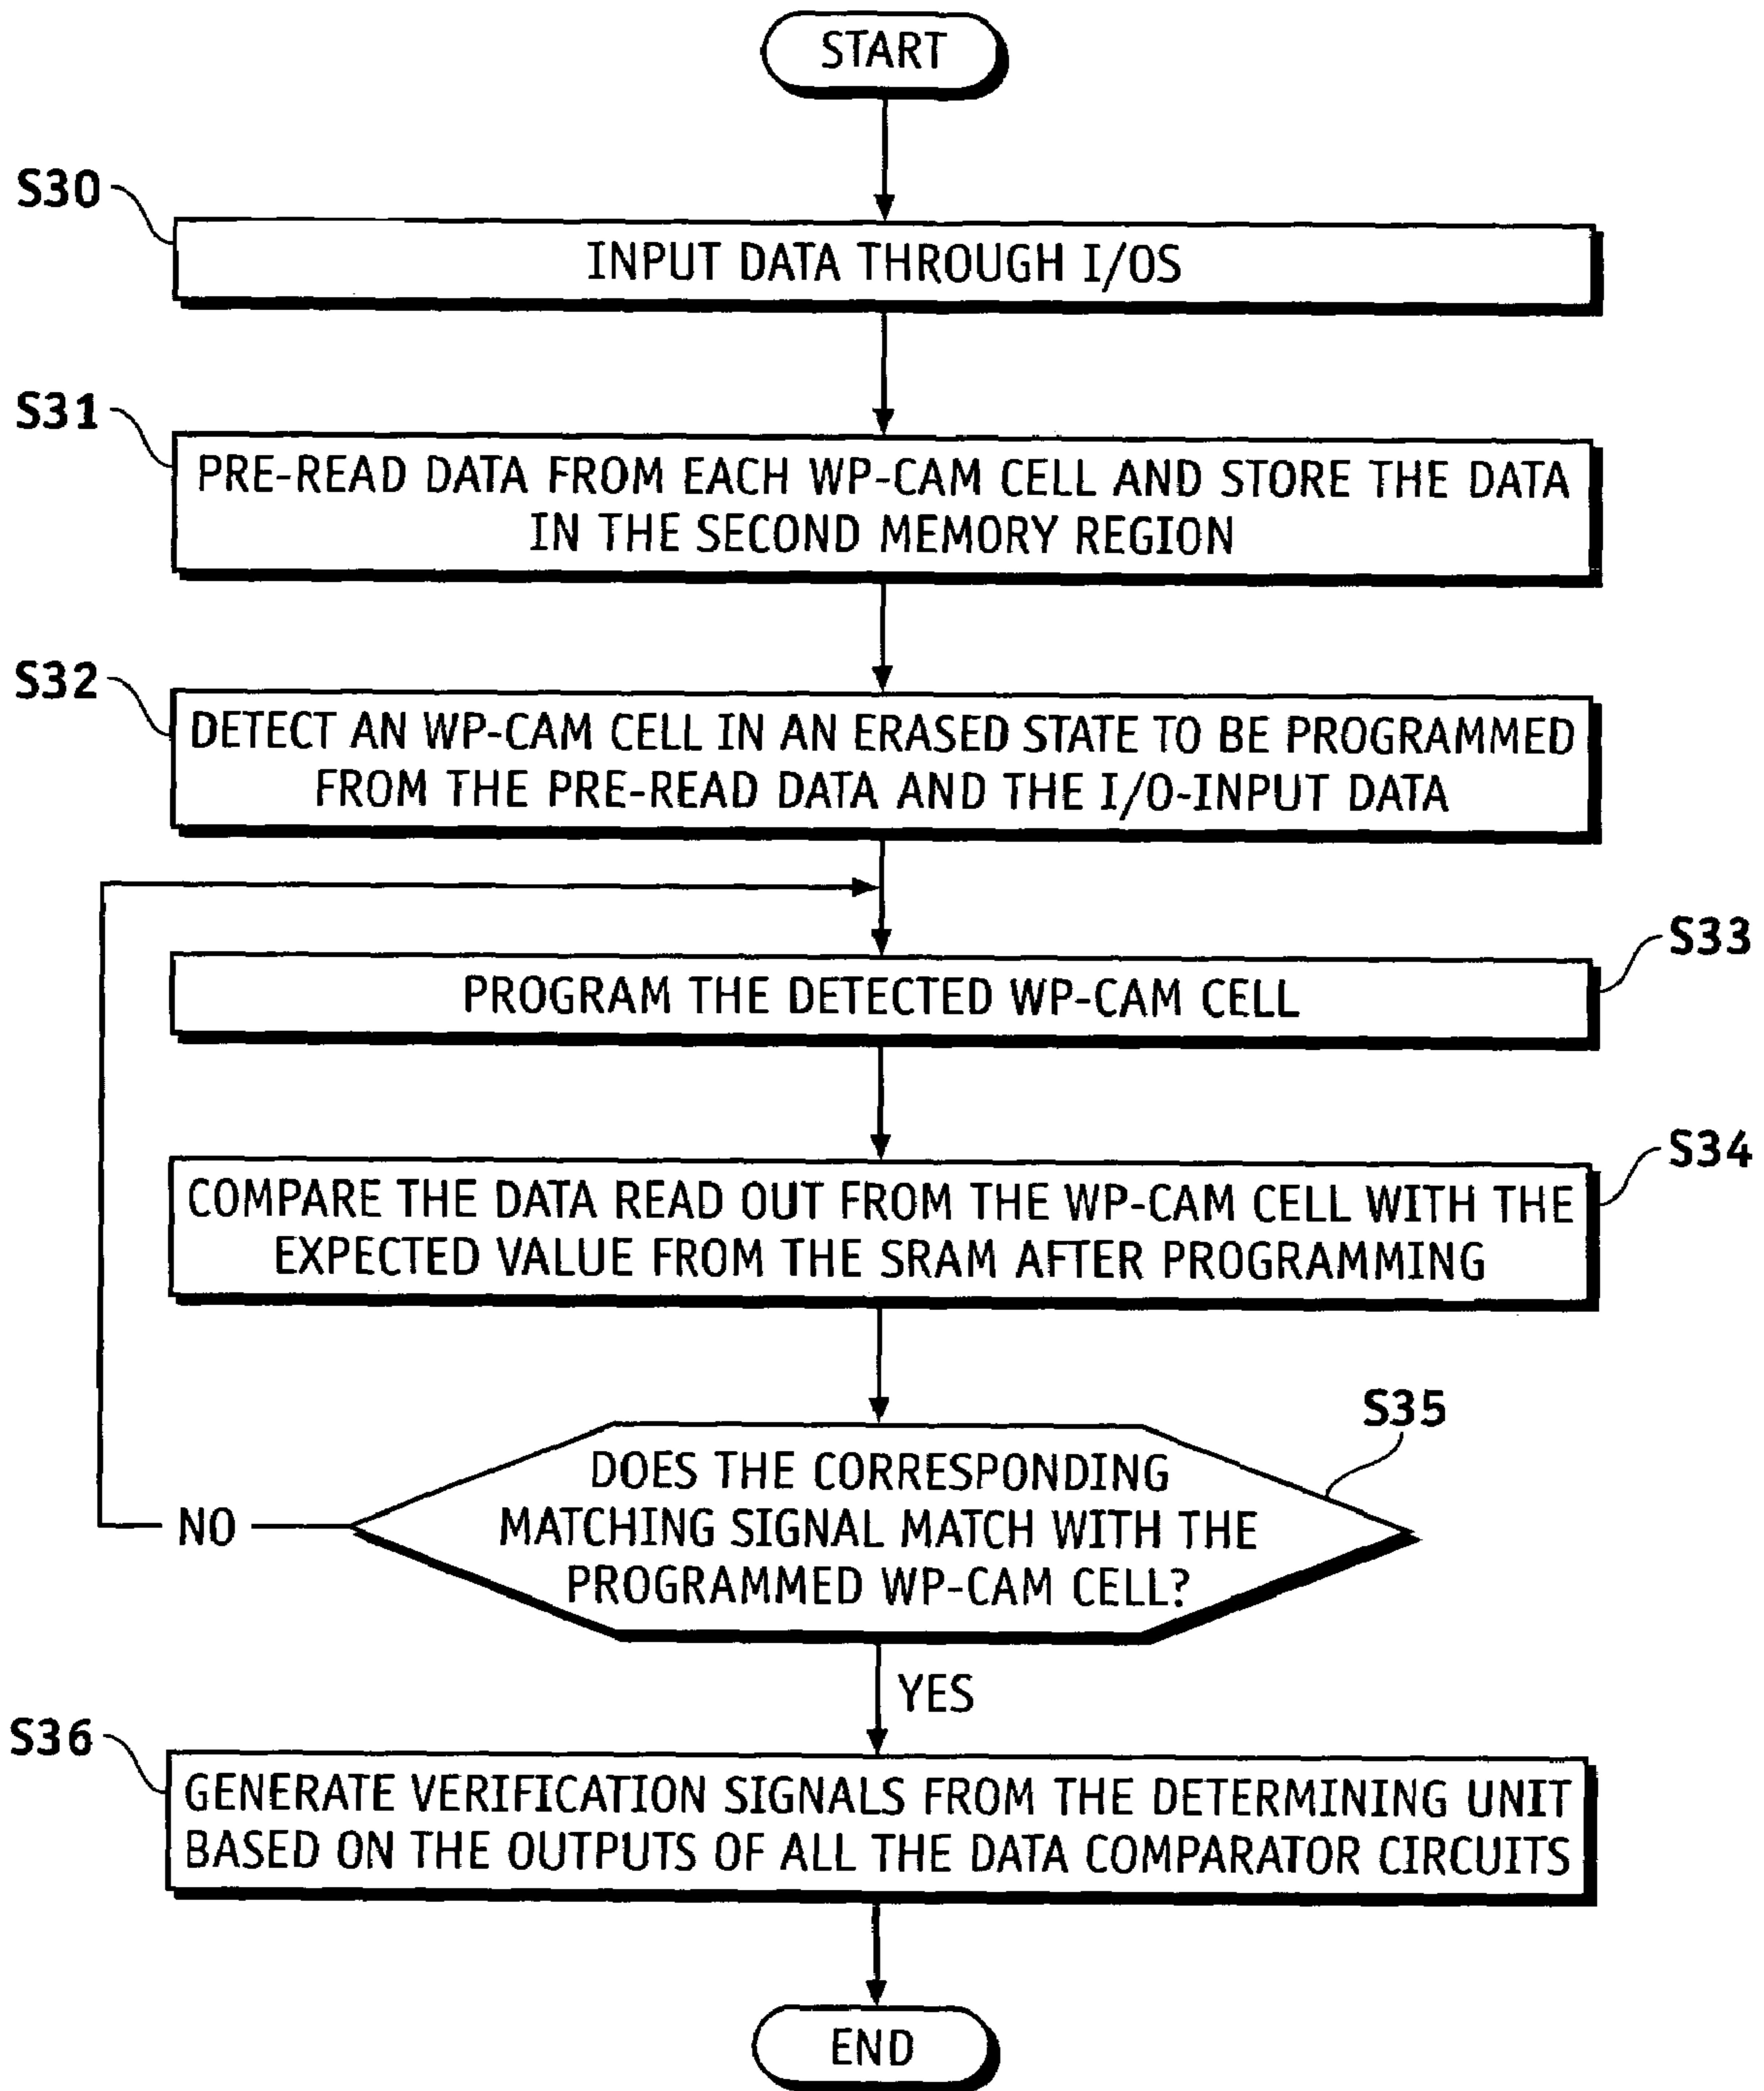 START
S30
INPUT DATA THROUGH I/OS
S31
PRE-READ DATA FROM EACH WP-CAM CELL AND STORE THE DATA
IN THE SECOND MEMORY REGION
S32
DETECT AN WP-CAM CELL IN AN ERASED STATE TO BE PROGRAMMED
FROM THE PRE-READ DATA AND THE I/O-INPUT DATA
S33
PROGRAM THE DETECTED WP-CAM CELL
S34
COMPARE THE DATA READ OUT FROM THE WP-CAM CELL WITH THE
EXPECTED VALUE FROM THE SRAM AFTER PROGRAMMING
S35
DOES THE CORRESPONDING
MATCHING SIGNAL MATCH WITH THE
PROGRAMMED WP-CAM CELL?
NO
YES
S36
GENERATE VERIFICATION SIGNALS FROM THE DETERMINING UNIT
BASED ON THE OUTPUTS OF ALL THE DATA COMPARATOR CIRCUITS
END